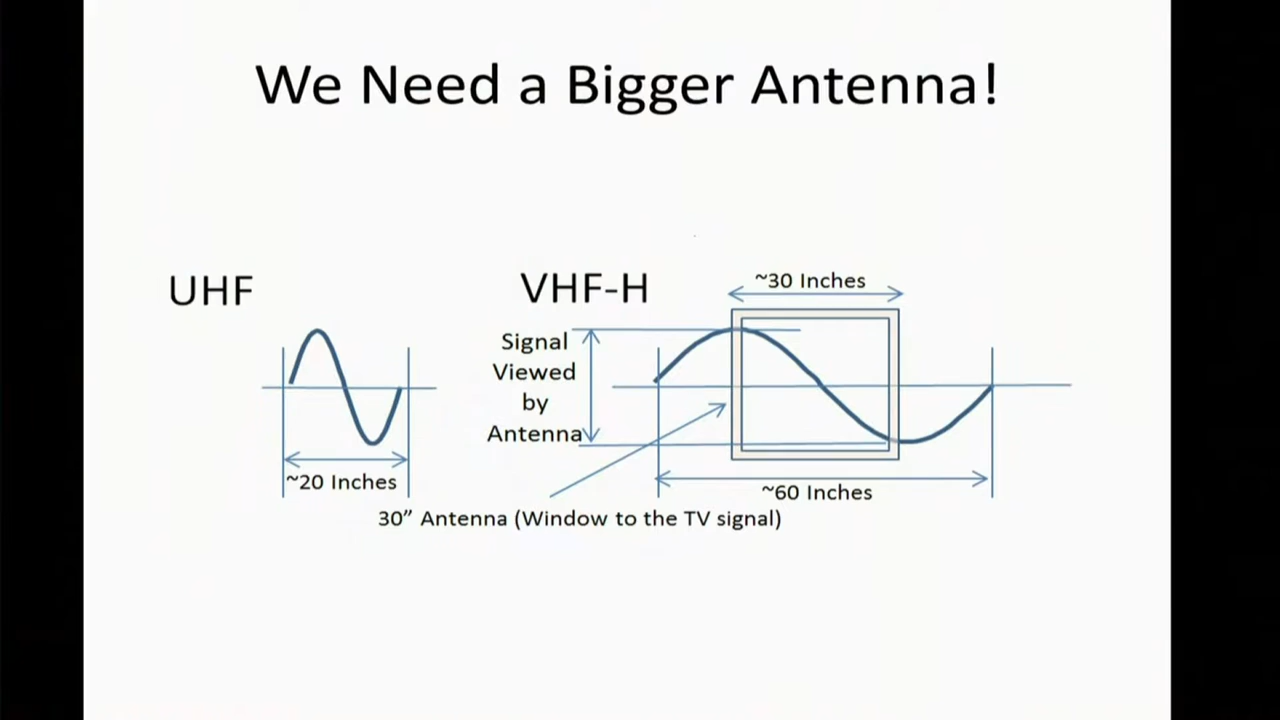 We Need a Bigger Antenna!
UHF
~20 Inches
VHF-H
~30 Inches
Signal
Viewed
by
Antenna
~60 Inches
30” Antenna (Window to the TV signal)